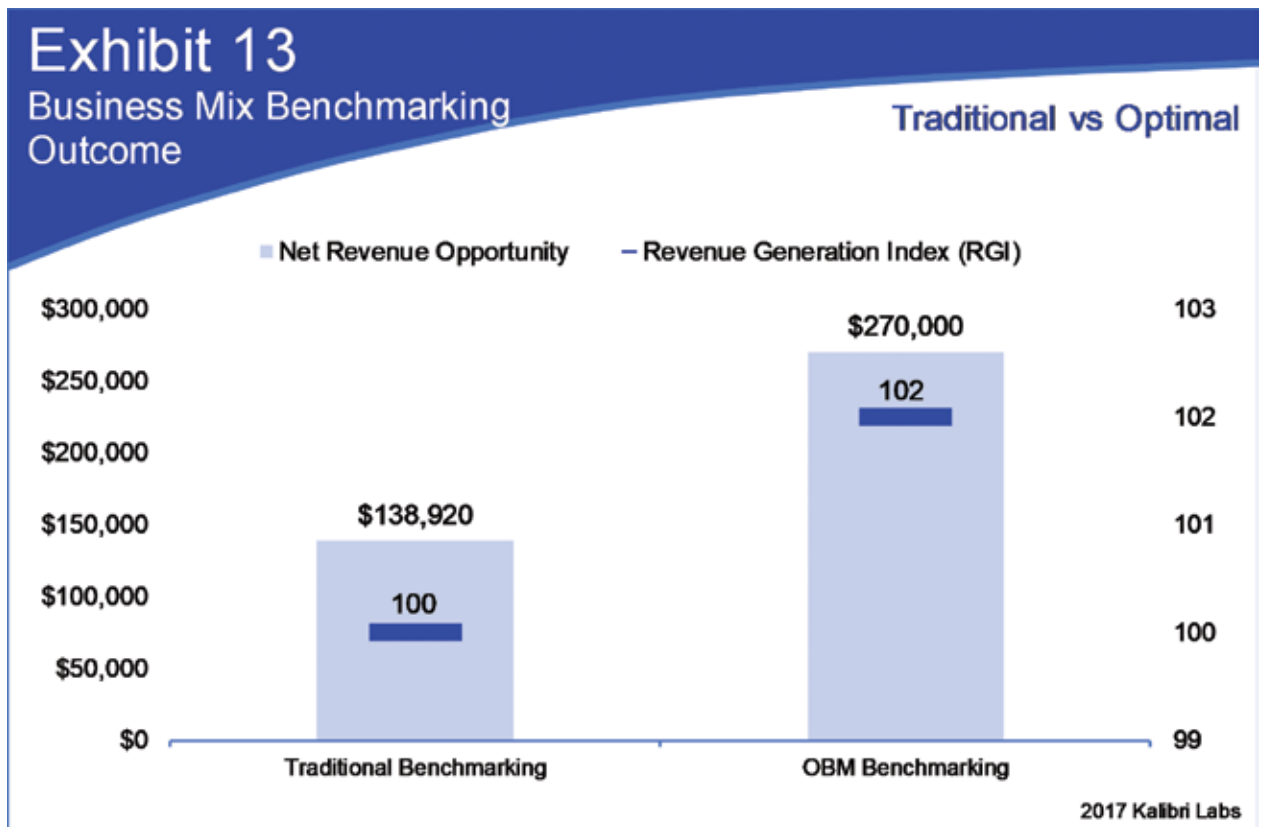 Exhibit 13
Business Mix Benchmarking
Outcome
Traditional vs Optimal
Net Revenue Opportunity
Revenue Generation Index (RGI)
$300,000
$250,000
$200,000
$150,000
$100,000
$50,000
$0
$138,920
100
$270,000
102
103
102
101
100
99
Traditional Benchmarking
OBM Benchmarking
2017 Kalibri Labs